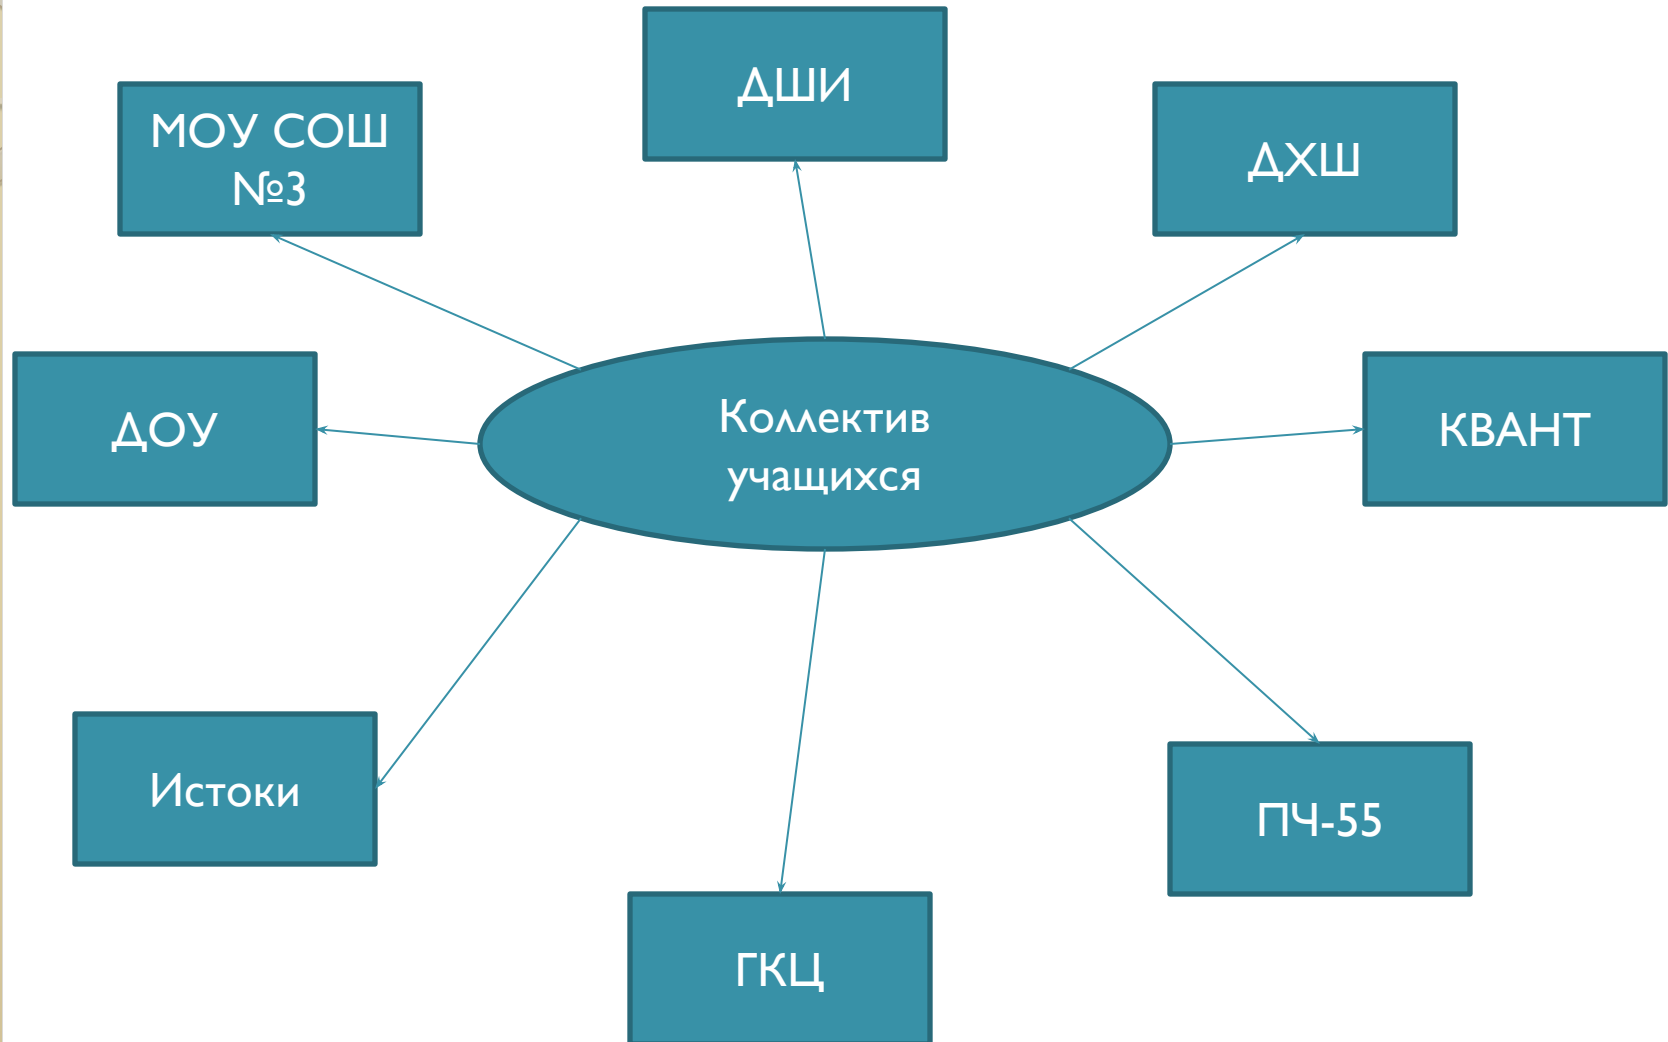 ДШИ
МОУ СОШ
№3
ДХШ
ДОУ
Коллектив
учащихся
КВАНТ
Истоки
ПЧ-55
ГКЦ